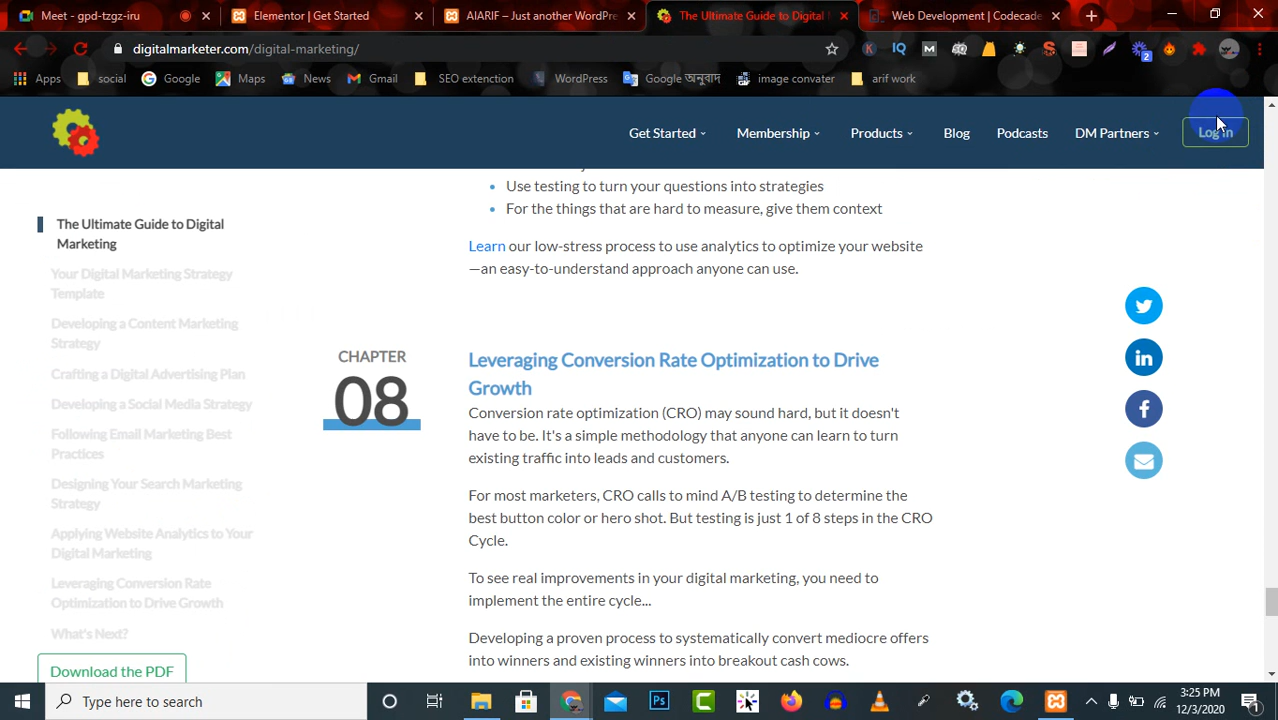 Meet - gpd-tzgz-iru
Elementor | Get Started
AIARIF – Just another WordPre
The Ultimate Guide to Digital
Web Development | Codecade
digitalmarketer.com/digital-marketing/
Apps
social
Google
Maps
News
Gmail
SEO extenction
WordPress
Google অনুবাদ
image convater
arif work
Get Started
Membership
Products
Blog
Podcasts
DM Partners
Log in
The Ultimate Guide to Digital
Marketing
Your Digital Marketing Strategy
Template
Developing a Content Marketing
Strategy
Crafting a Digital Advertising Plan
Developing a Social Media Strategy
Following Email Marketing Best
Practices
Designing Your Search Marketing
Strategy
Applying Website Analytics to Your
Digital Marketing
Leveraging Conversion Rate
Optimization to Drive Growth
What's Next?
Download the PDF
Use testing to turn your questions into strategies
For the things that are hard to measure, give them context
Learn our low-stress process to use analytics to optimize your website
—an easy-to-understand approach anyone can use.
CHAPTER
08
Leveraging Conversion Rate Optimization to Drive
Growth
Conversion rate optimization (CRO) may sound hard, but it doesn't
have to be. It's a simple methodology that anyone can learn to turn
existing traffic into leads and customers.
For most marketers, CRO calls to mind A/B testing to determine the
best button color or hero shot. But testing is just 1 of 8 steps in the CRO
Cycle.
To see real improvements in your digital marketing, you need to
implement the entire cycle...
Developing a proven process to systematically convert mediocre offers
into winners and existing winners into breakout cash cows.
Type here to search
3:25 PM
12/3/2020